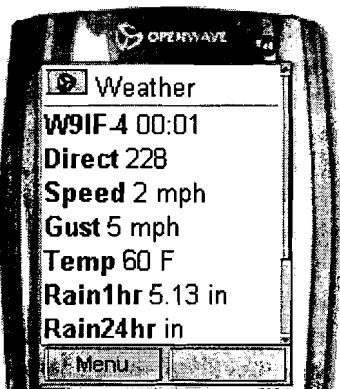 OPENWAVE
Weather
W9IF-4 00:01
Direct 228
Speed 2 mph
Gust 5 mph
Temp 60 F
Rain1hr 5.13 in
Rain24hr in
Menu